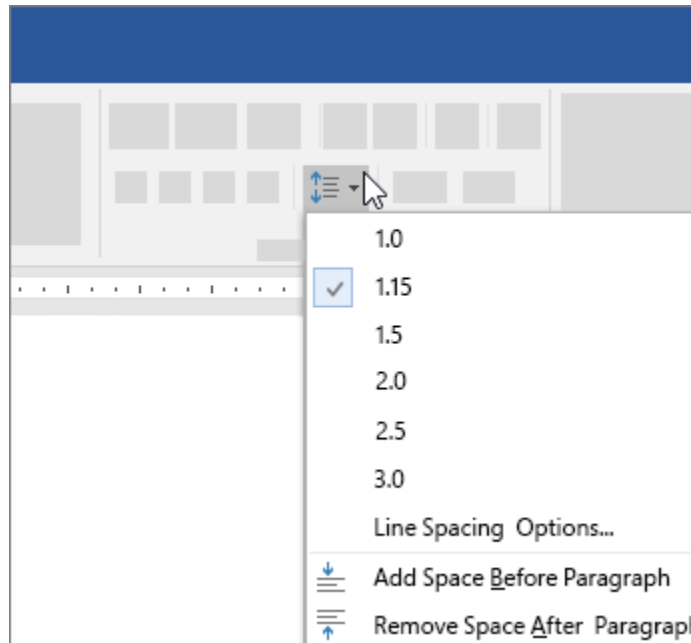 1.0
1.15
1.5
2.0
2.5
3.0
Line Spacing Options...
Add Space Before Paragraph
Remove Space After Paragraph